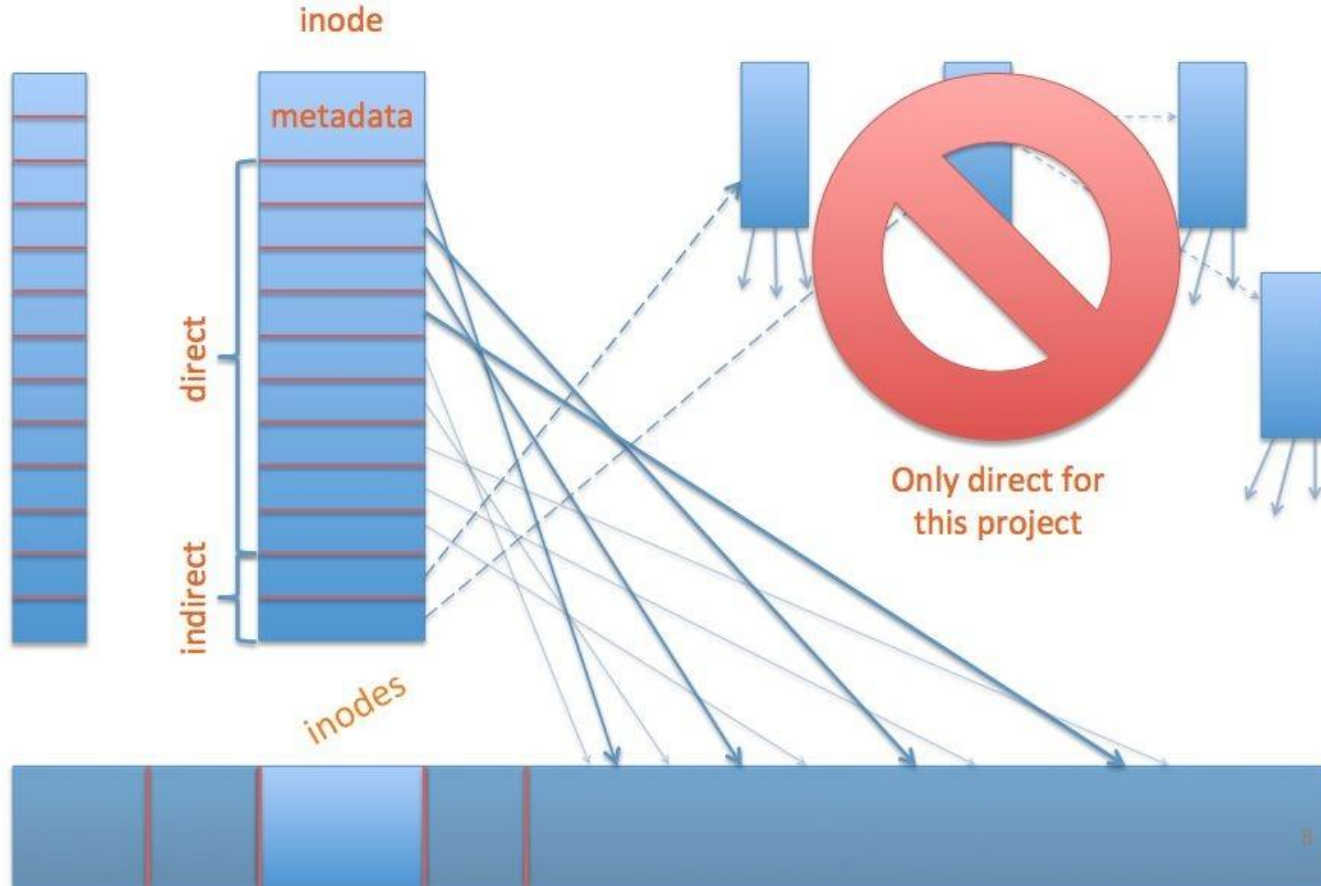 inode
metadata
direct
indirect
Only direct for
this project
inodes
8